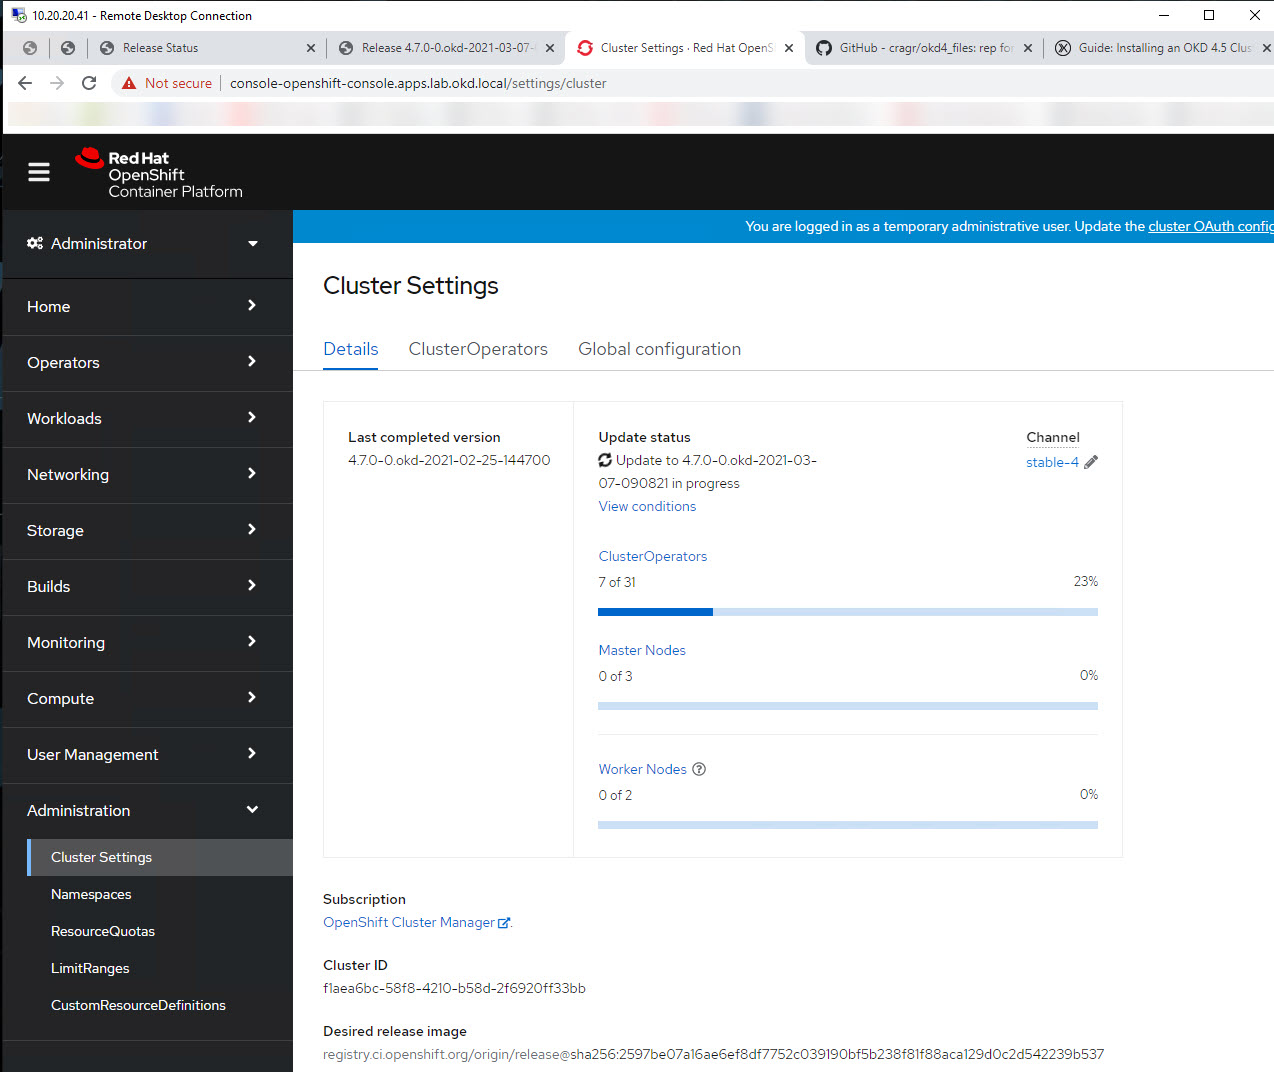 10.20.20.41 - Remote Desktop Connection
Release Status
Release 4.7.0-0.okd-2021-03-07-
Cluster Settings · Red Hat OpenS
GitHub - cragr/okd4_files: rep for
Guide: Installing an OKD 4.5 Clus
Not secure
console-openshift-console.apps.lab.okd.local/settings/cluster
Red Hat
OpenShift
Container Platform
You are logged in as a temporary administrative user. Update the cluster OAuth config
Administrator
Home
Operators
Workloads
Networking
Storage
Builds
Monitoring
Compute
User Management
Administration
Cluster Settings
Namespaces
ResourceQuotas
LimitRanges
CustomResourceDefinitions
Cluster Settings
Details
ClusterOperators
Global configuration
Last completed version
4.7.0-0.okd-2021-02-25-144700
Update status
Update to 4.7.0-0.okd-2021-03-
07-090821 in progress
View conditions
Channel
stable-4
ClusterOperators
7 of 31
23%
Master Nodes
0 of 3
0%
Worker Nodes
0 of 2
0%
Subscription
OpenShift Cluster Manager.
Cluster ID
f1aea6bc-58f8-4210-b58d-2f6920ff33bb
Desired release image
registry.ci.openshift.org/origin/release@sha256:2597be07a16ae6ef8df7752c039190bf5b238f81f88aca129d0c2d542239b537